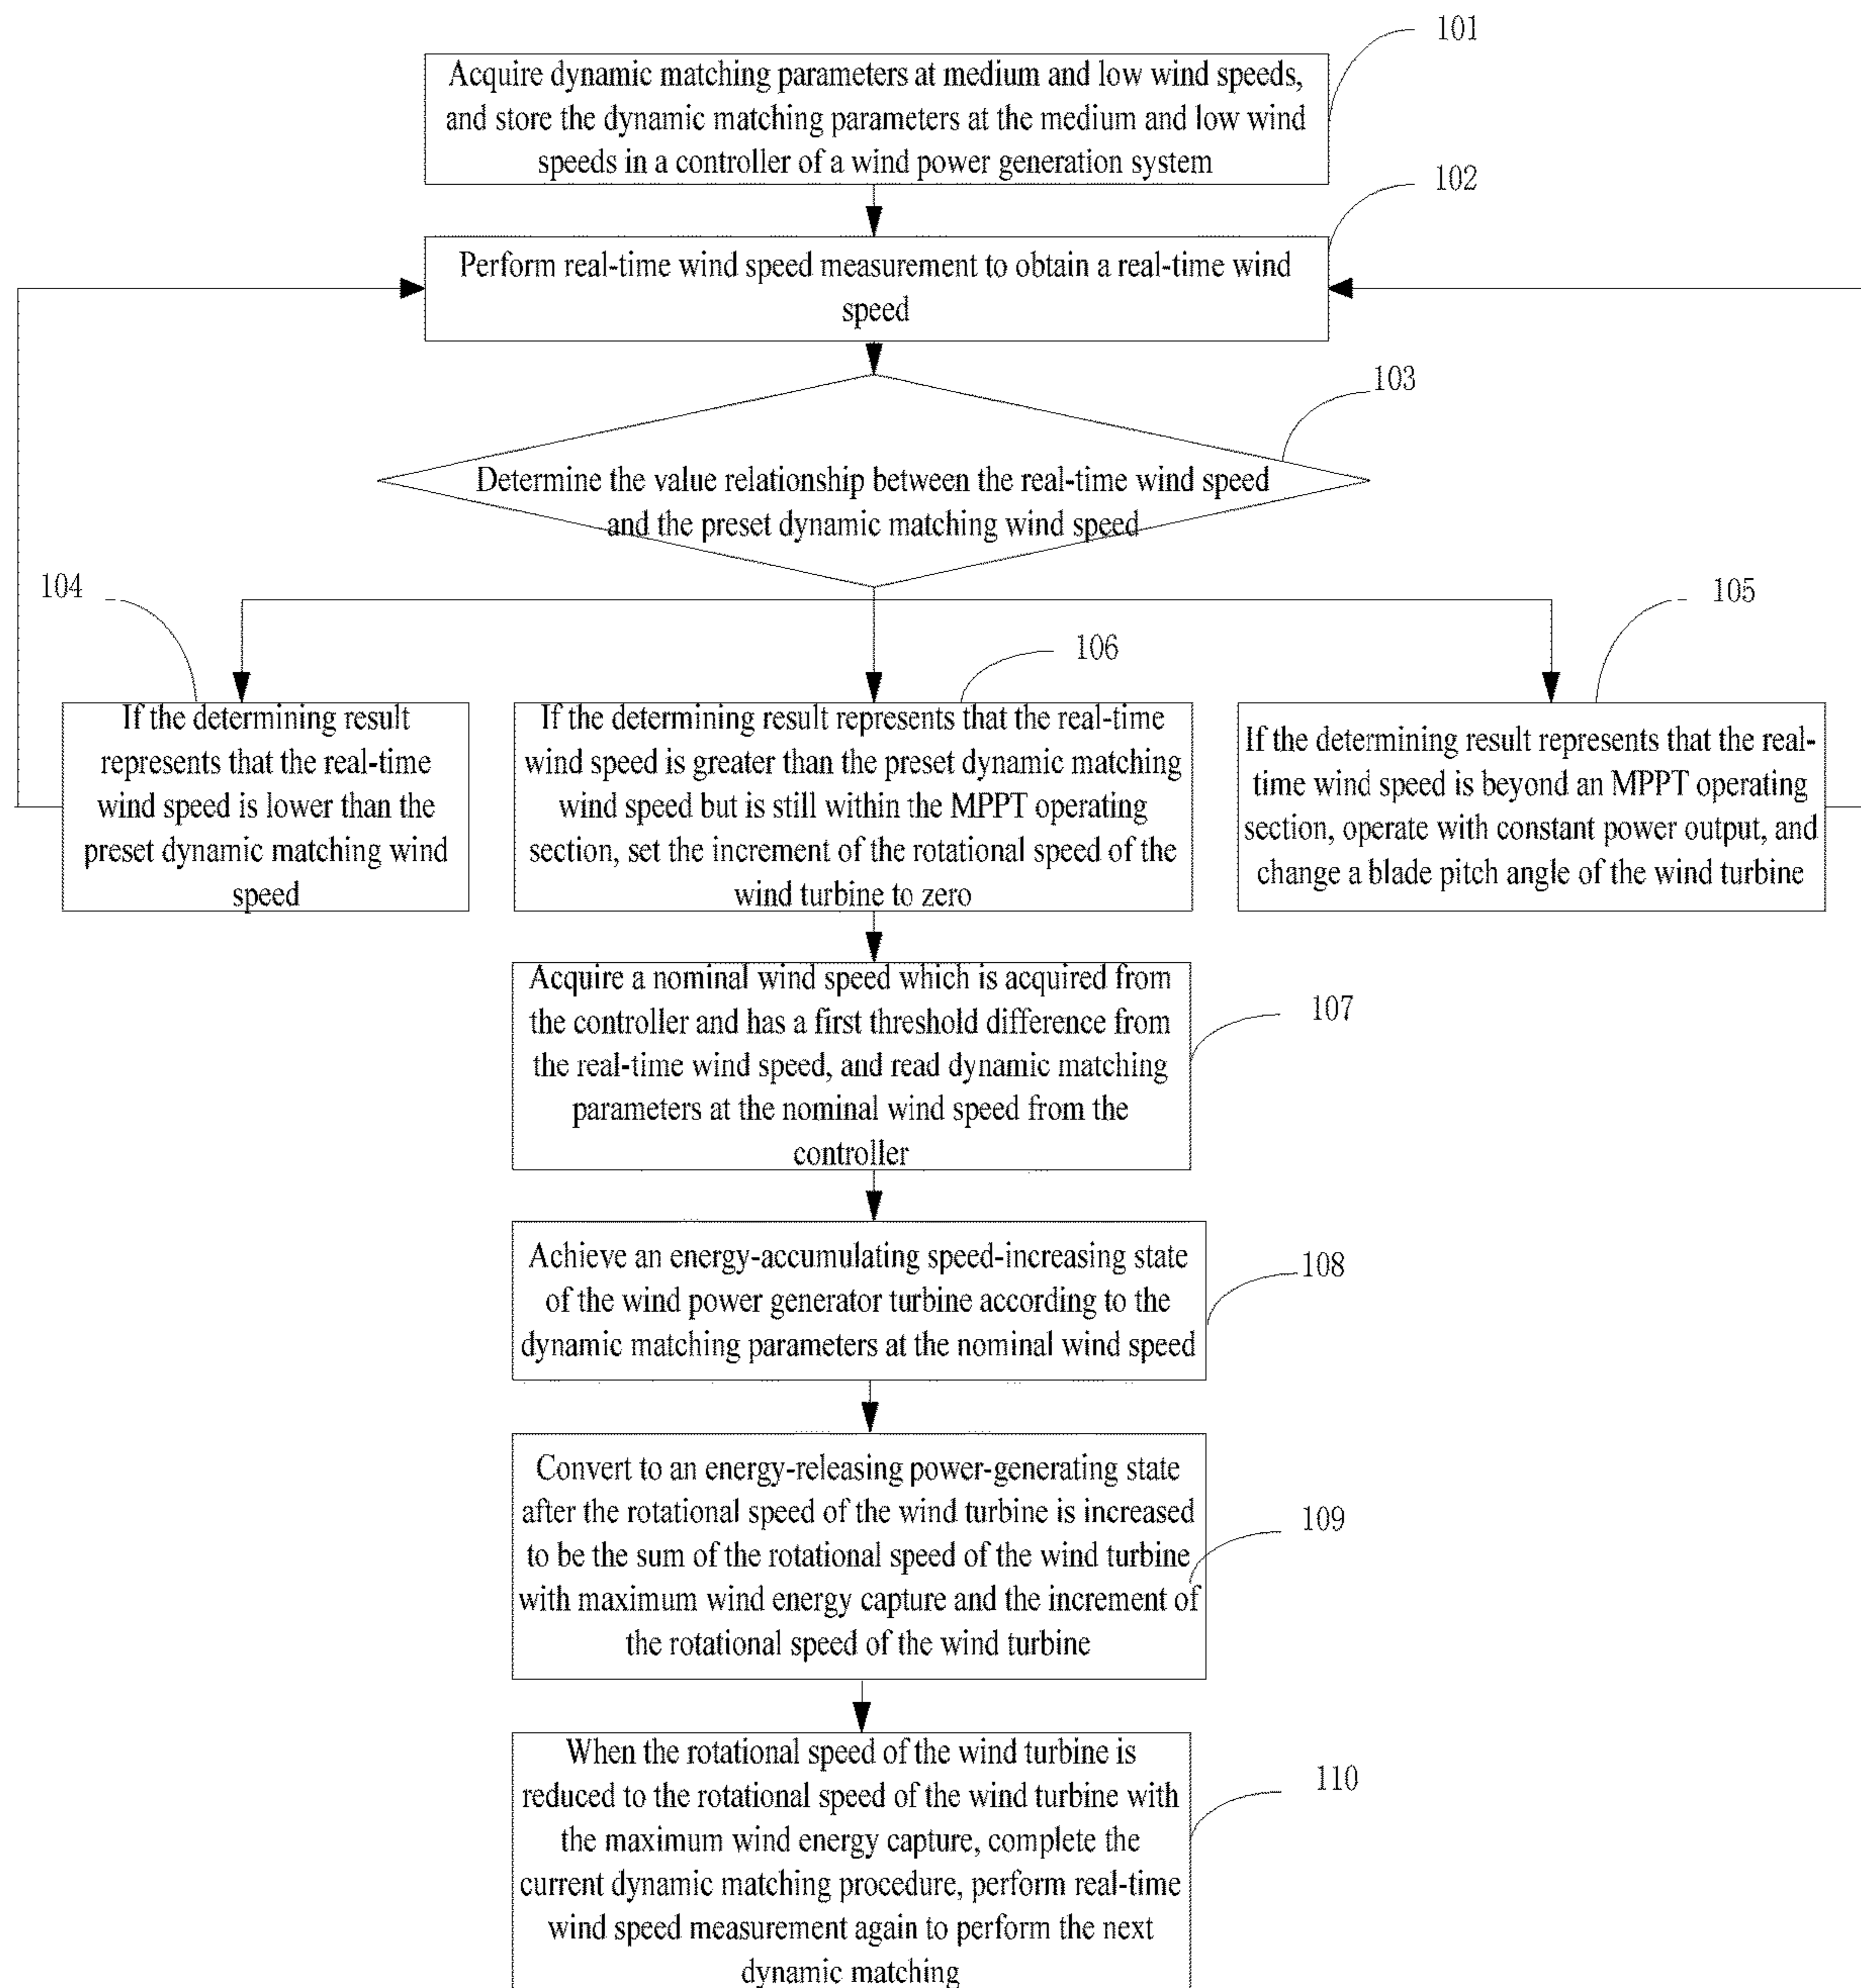 101
Acquire dynamic matching parameters at medium and low wind speeds,
and store the dynamic matching parameters at the medium and low wind
speeds in a controller of a wind power generation system
102
Perform real-time wind speed measurement to obtain a real-time wind
speed
103
Determine the value relationship between the real-time wind speed
and the preset dynamic matching wind speed
104
If the determining result
represents that the real-time
wind speed is lower than the
preset dynamic matching wind
speed
106
If the determining result represents that the real-time
wind speed is greater than the preset dynamic matching
wind speed but is still within the MPPT operating
section, set the increment of the rotational speed of the
wind turbine to zero
105
If the determining result represents that the real-
time wind speed is beyond an MPPT operating
section, operate with constant power output, and
change a blade pitch angle of the wind turbine
Acquire a nominal wind speed which is acquired from
the controller and has a first threshold difference from
the real-time wind speed, and read dynamic matching
parameters at the nominal wind speed from the
controller
107
Achieve an energy-accumulating speed-increasing state
of the wind power generator turbine according to the
dynamic matching parameters at the nominal wind speed
108
Convert to an energy-releasing power-generating state
after the rotational speed of the wind turbine is increased
to be the sum of the rotational speed of the wind turbine
with maximum wind energy capture and the increment of
the rotational speed of the wind turbine
109
When the rotational speed of the wind turbine is
reduced to the rotational speed of the wind turbine with
the maximum wind energy capture, complete the
current dynamic matching procedure, perform real-time
wind speed measurement again to perform the next
dynamic matching
110